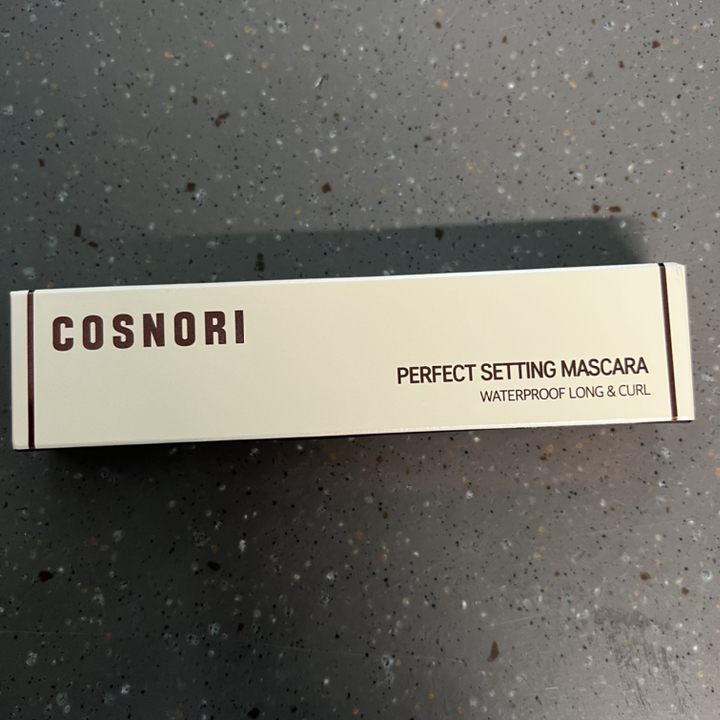 COSNORI
PERFECT SETTING MASCARA
WATERPROOF LONG & CURL